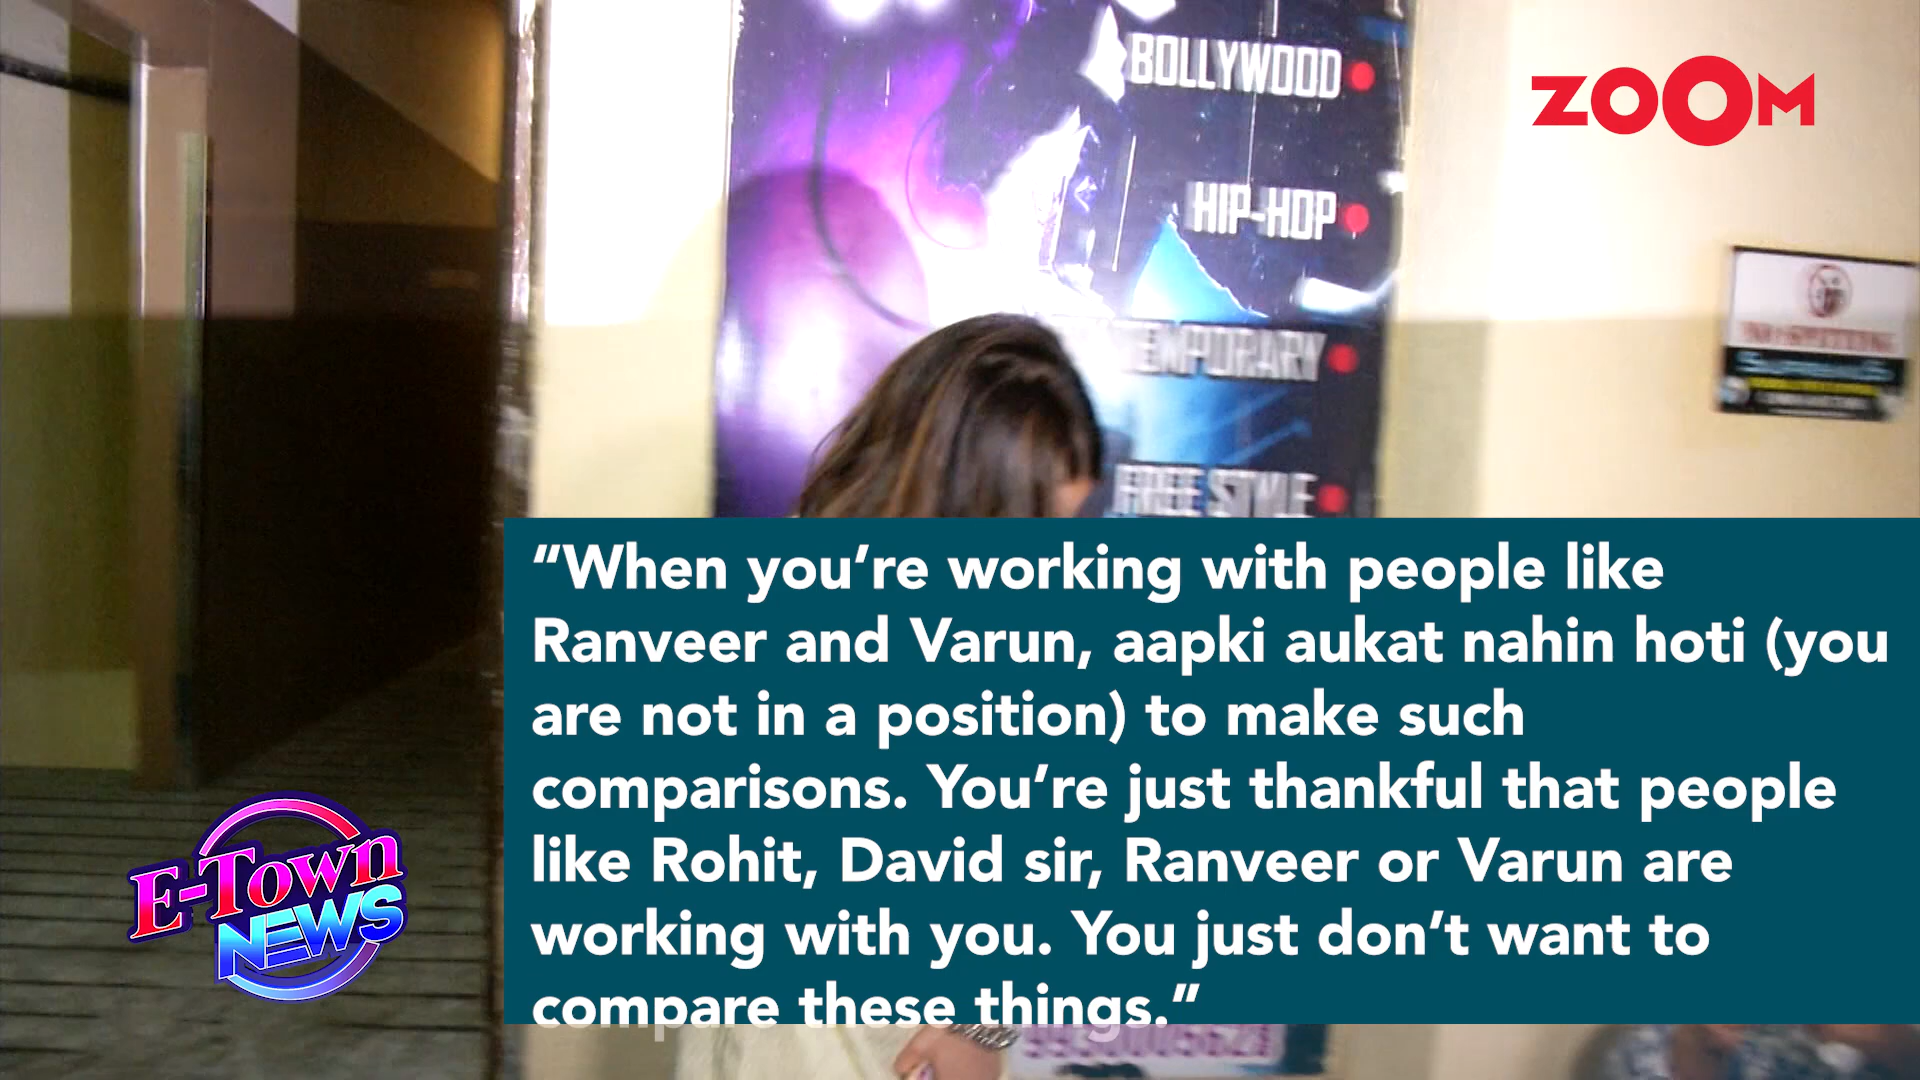 BOLLYWOOD
ZOOM
HIP-HOP
FREE STYLE
“When you’re working with people like
Ranveer and Varun, aapki aukat nahin hoti (you
are not in a position) to make such
comparisons. You’re just thankful that people
like Rohit, David sir, Ranveer or Varun are
working with you. You just don’t want to
compare these things.”
E-Town
NEWS